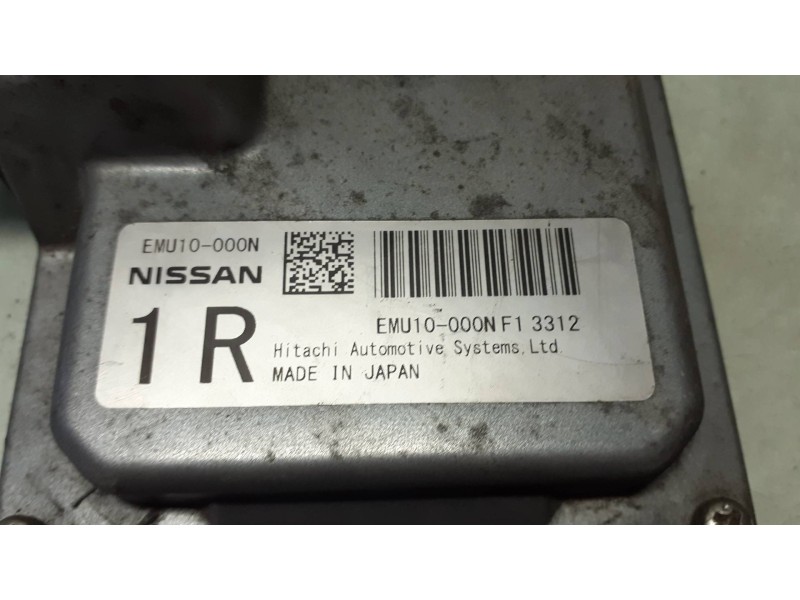 EMU10-000N
NISSAN
1R
EMU10-000N F1 3312
Hitachi Automotive Systems,Ltd.
MADE IN JAPAN